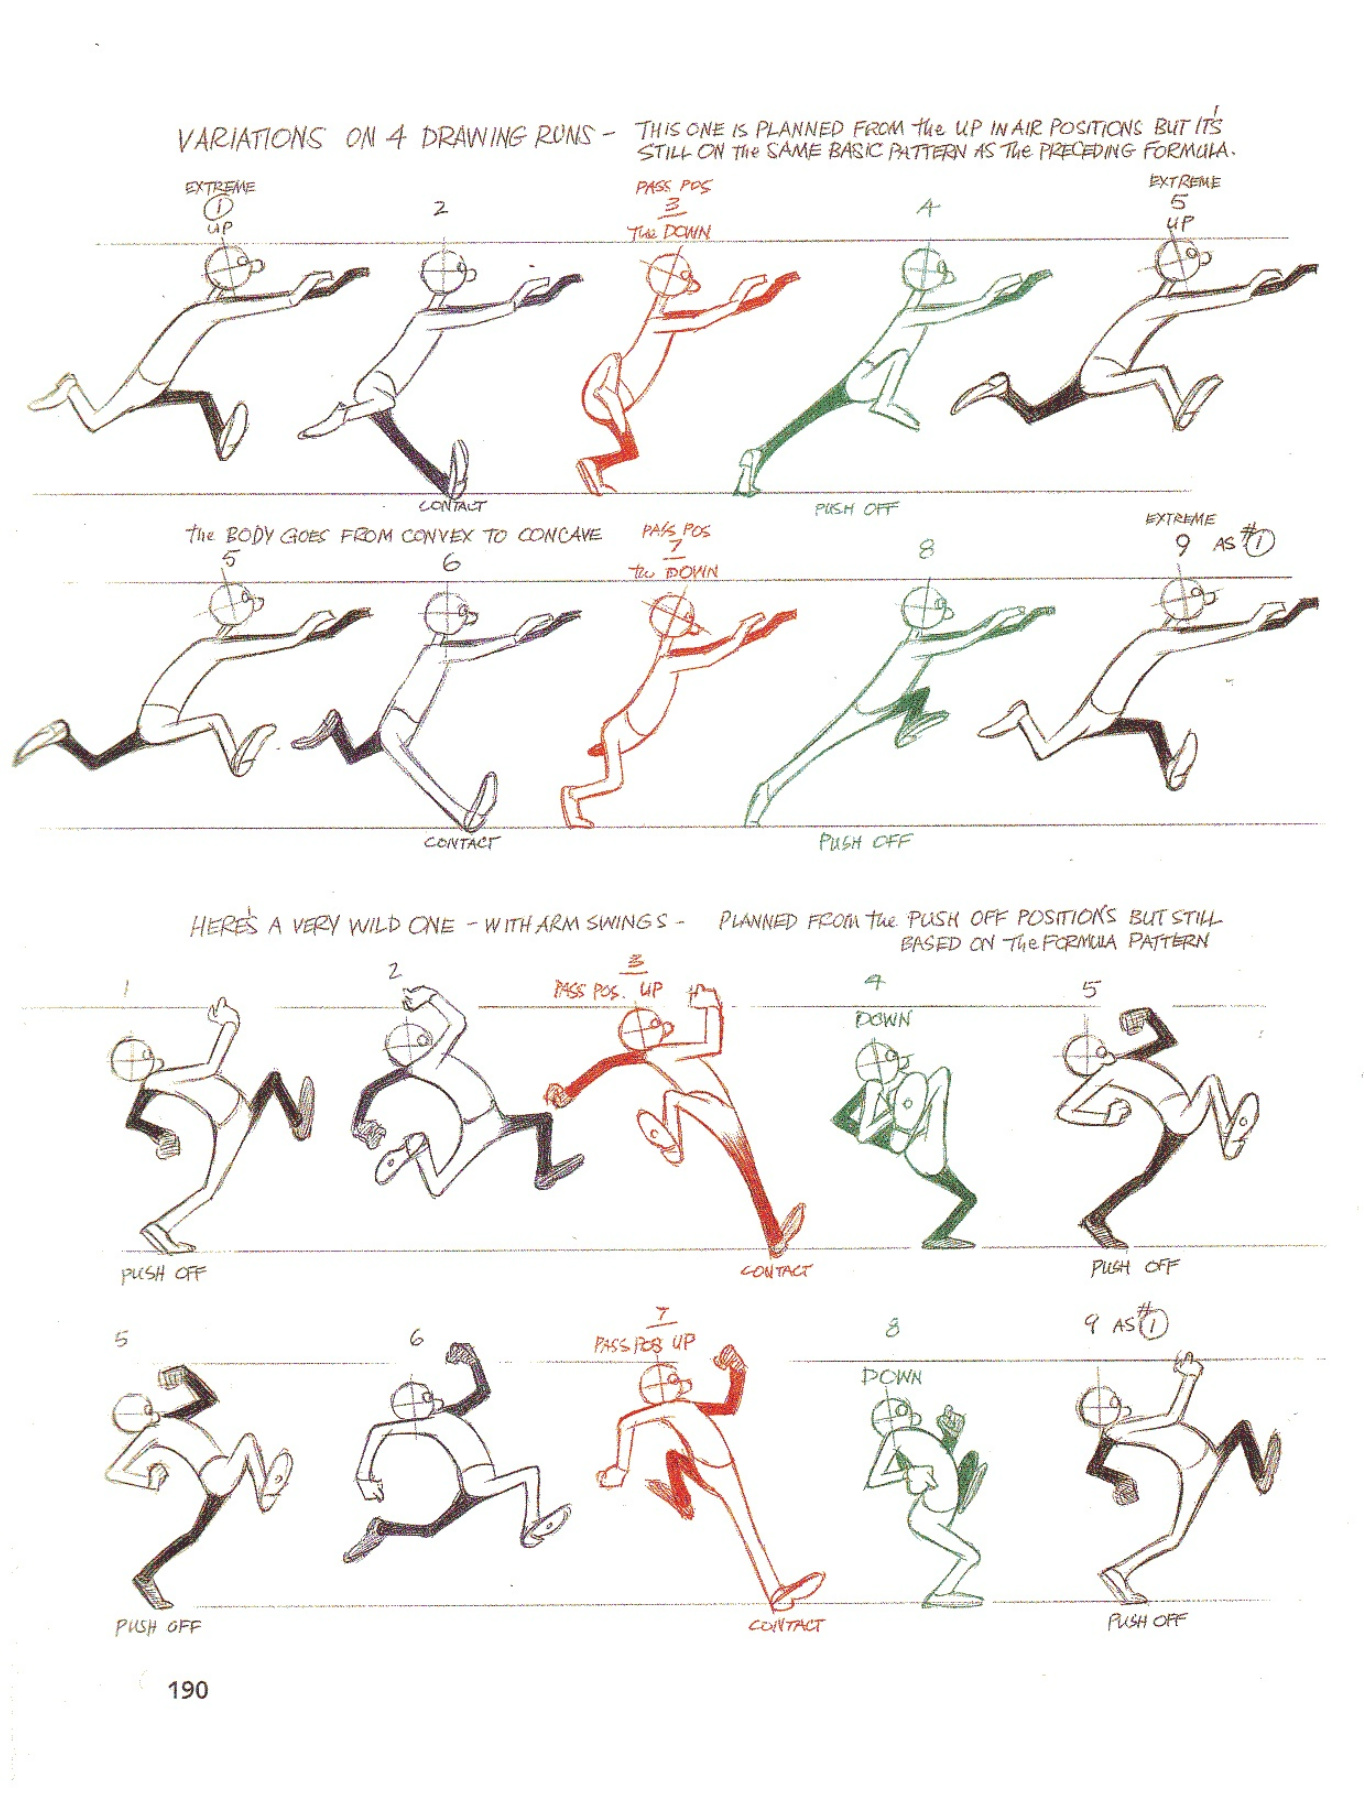 VARIATIONS ON 4 DRAWING RUNS - THIS ONE IS PLANNED FROM the UP IN AIR POSITIONS BUT IT'S
STILL ON the SAME BASIC PATTERN AS the PRECEDING FORMULA.
EXTREME
1
UP
2
PASS POS
3
the DOWN
4
EXTREME
5
UP
CONTACT
PUSH OFF
the BODY GOES FROM CONVEX TO CONCAVE
5
6
PASS POS
7
the DOWN
8
EXTREME
9 AS #1
CONTACT
PUSH OFF
HERE'S A VERY WILD ONE - WITH ARM SWINGS - PLANNED FROM the PUSH OFF POSITIONS BUT STILL
BASED ON the FORMULA PATTERN
1
2
3
PASS POS. UP
4
DOWN
5
PUSH OFF
CONTACT
PUSH OFF
5
6
7
PASS POS UP
8
DOWN
9 AS #1
PUSH OFF
CONTACT
PUSH OFF
190